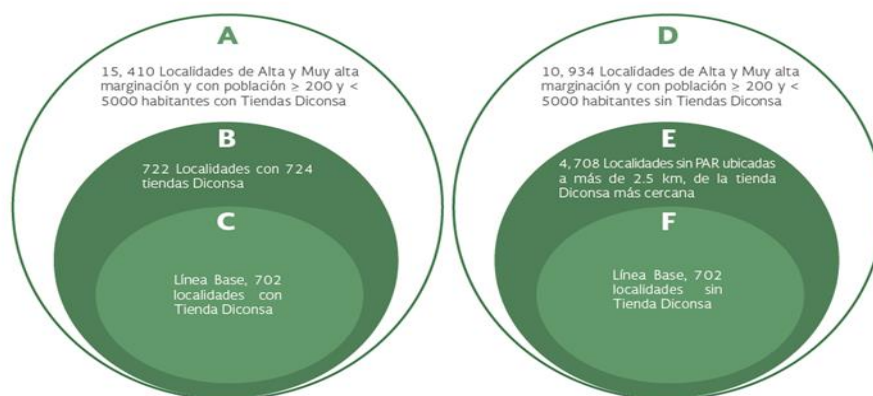 A
15, 410 Localidades de Alta y Muy alta
marginación y con población ≥ 200 y <
5000 habitantes con Tiendas Diconsa
B
722 Localidades con 724
tiendas Diconsa
C
Línea Base, 702
localidades con
Tienda Diconsa
D
10, 934 Localidades de Alta y Muy alta
marginación y con población ≥ 200 y <
5000 habitantes sin Tiendas Diconsa
E
4, 708 Localidades sin PAR ubicadas
a más de 2.5 km, de la tienda
Diconsa más cercana
F
Línea Base, 702
localidades sin
Tienda Diconsa